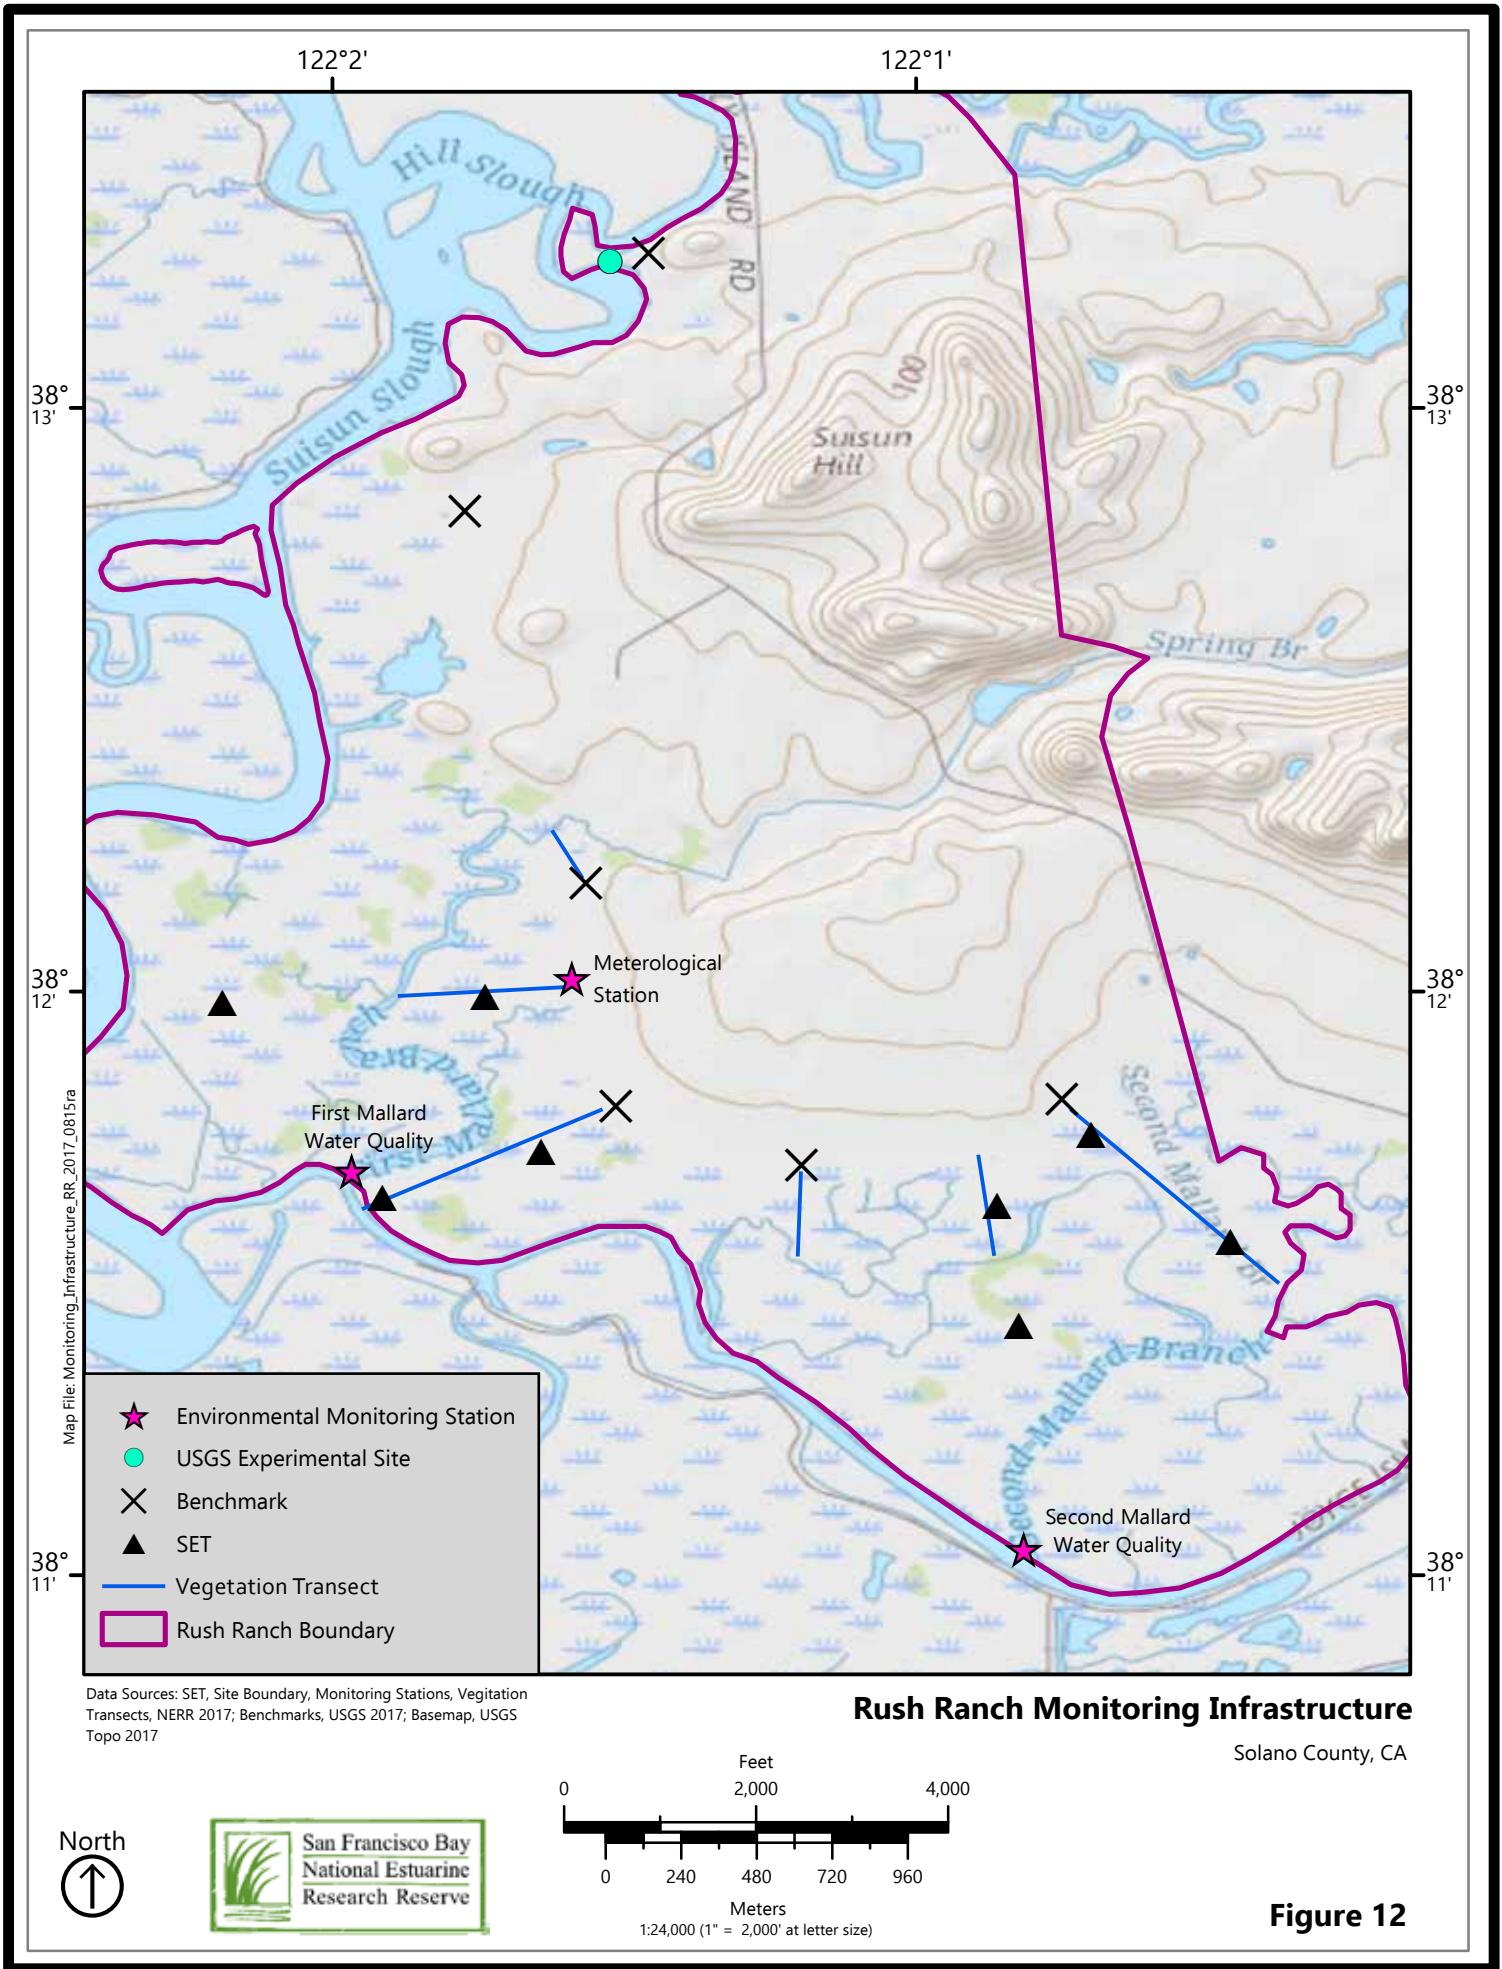 122°2'
122°1'
Hill Slough
ISLAND RD
38°
13'
38°
13'
Suisun Slough
100
Suisun
Hill
Spring Br
Meterological
Station
38°
12'
38°
12'
First Mallard Branch
Second Mallard Br
First Mallard
Water Quality
Second Mallard Branch
Second Mallard
Water Quality
38°
11'
38°
11'
Map File: Monitoring_Infrastructure_RR_2017_0815ra
Environmental Monitoring Station
USGS Experimental Site
Benchmark
SET
Vegetation Transect
Rush Ranch Boundary
Data Sources: SET, Site Boundary, Monitoring Stations, Vegitation
Transects, NERR 2017; Benchmarks, USGS 2017; Basemap, USGS
Topo 2017
Rush Ranch Monitoring Infrastructure
Solano County, CA
Feet
0 2,000 4,000
0 240 480 720 960
Meters
1:24,000 (1" = 2,000' at letter size)
North
San Francisco Bay
National Estuarine
Research Reserve
Figure 12